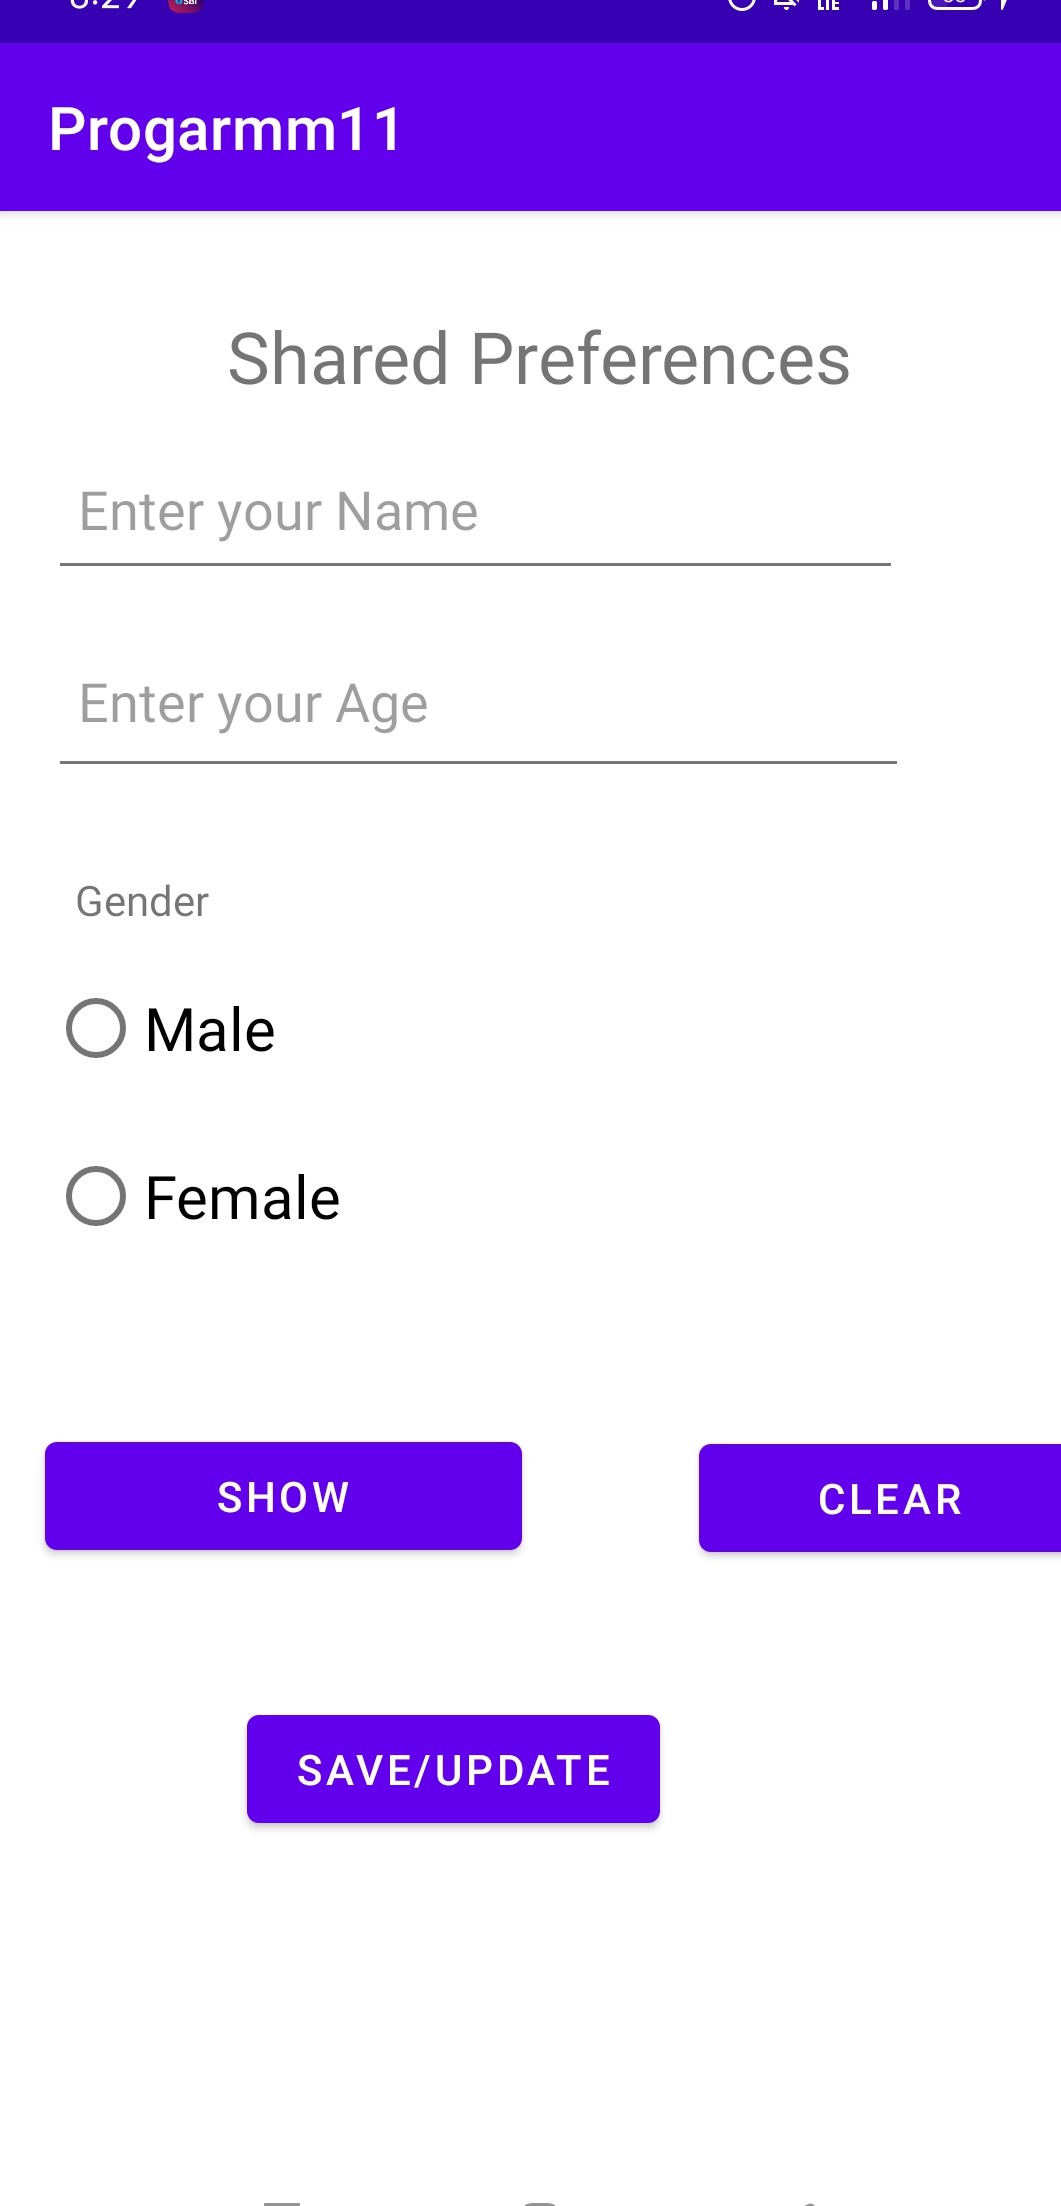 Progarmm11
Shared Preferences
Enter your Name
Enter your Age
Gender
Male
Female
SHOW
CLEAR
SAVE/UPDATE